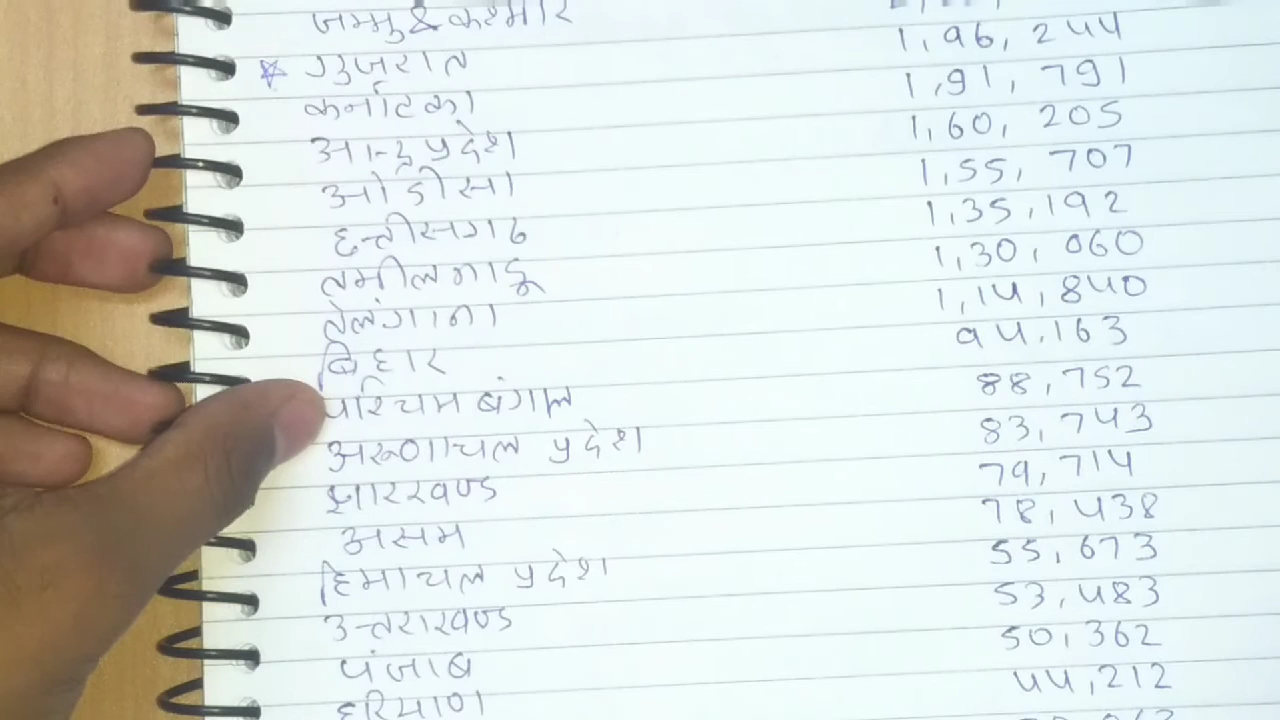 जम्मु & कश्मीर
☆ गुजरात 1,96,244
कर्नाटका 1,91,791
आन्द्र प्रदेश 1,60,205
ओडीसा 1,55,707
छत्तीसगढ 1,35,192
तमीलनाडू 1,30,060
तेलंगाना 1,14,840
बिहार 94,163
पश्चिम बंगाल 88,752
अरूणाचल प्रदेश 83,743
झारखण्ड 79,714
असम 78,438
हिमाचल प्रदेश 55,673
उत्तराखण्ड 53,483
पंजाब 50,362
हरियाणा 44,212